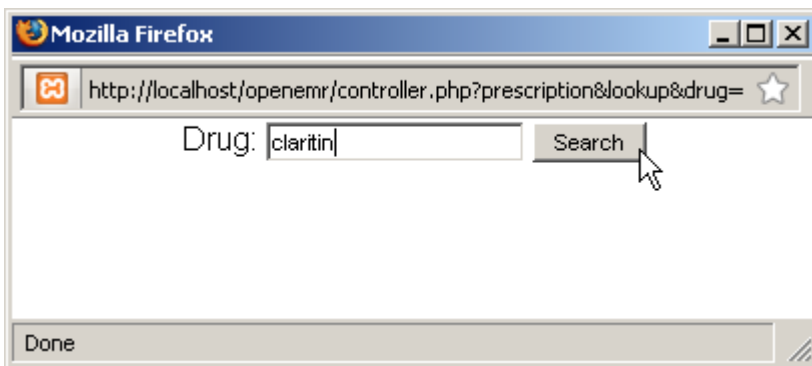 Mozilla Firefox
http://localhost/openemr/controller.php?prescription&lookup&drug=
Drug: claritin Search
Done